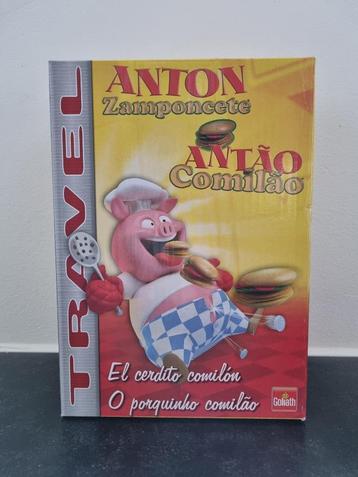 TRAVEL
ANTON
Zamponcete
ANTÃO
Comilão
El cerdito comilón
O porquinho comilão
Goliath